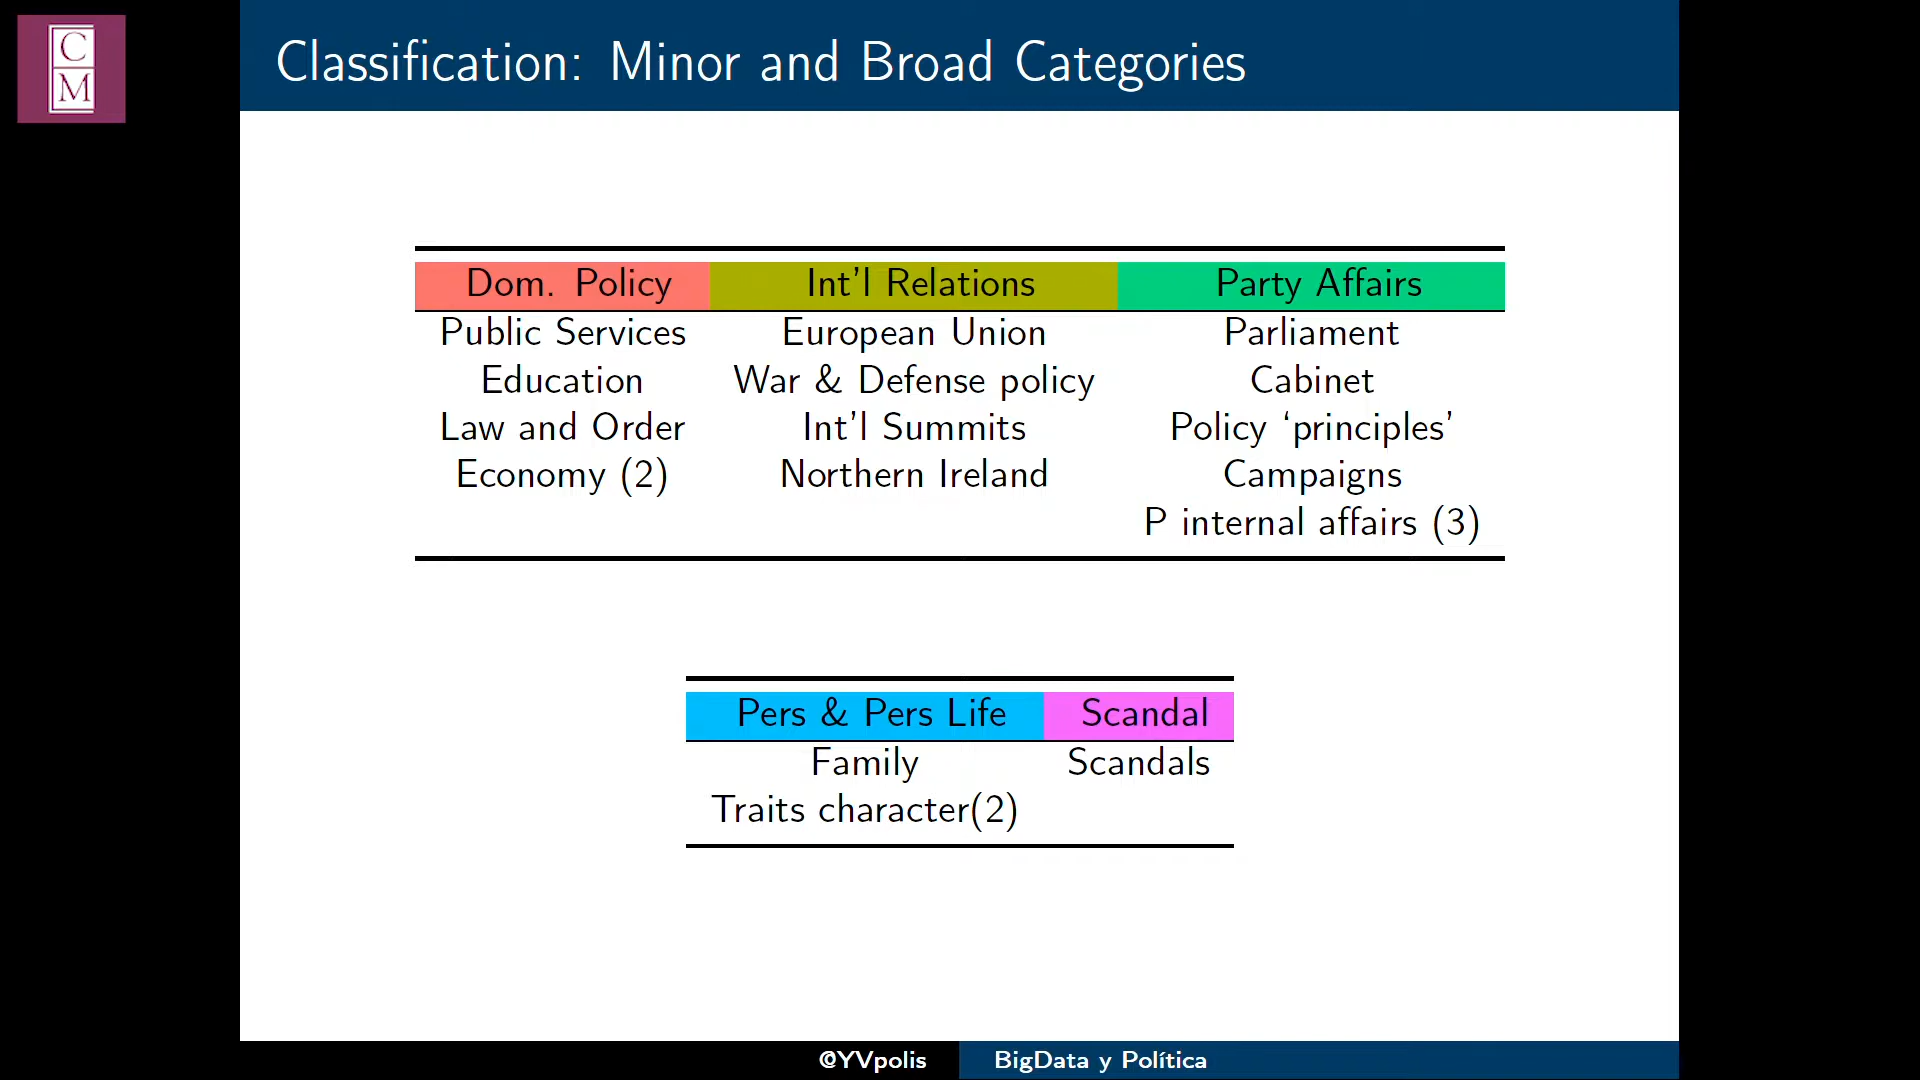 C
M
Classification: Minor and Broad Categories
Dom. Policy Int'l Relations Party Affairs
Public Services European Union Parliament
Education War & Defense policy Cabinet
Law and Order Int'l Summits Policy ‘principles’
Economy (2) Northern Ireland Campaigns
P internal affairs (3)
Pers & Pers Life Scandal
Family Scandals
Traits character(2)
@YVpolis BigData y Política